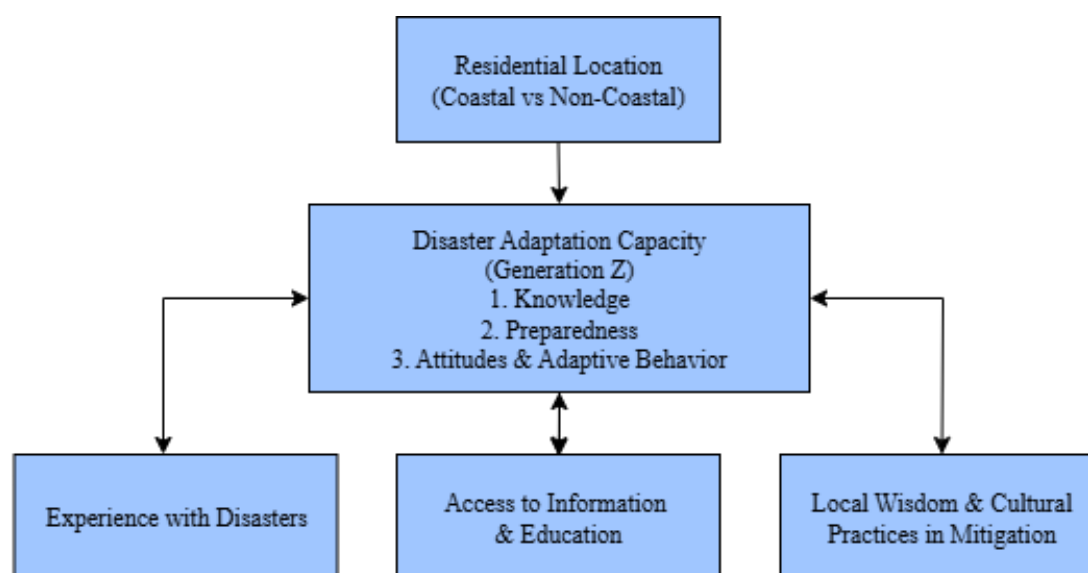 Residential Location
(Coastal vs Non-Coastal)
Disaster Adaptation Capacity
(Generation Z)
1. Knowledge
2. Preparedness
3. Attitudes & Adaptive Behavior
Experience with Disasters
Access to Information
& Education
Local Wisdom & Cultural
Practices in Mitigation